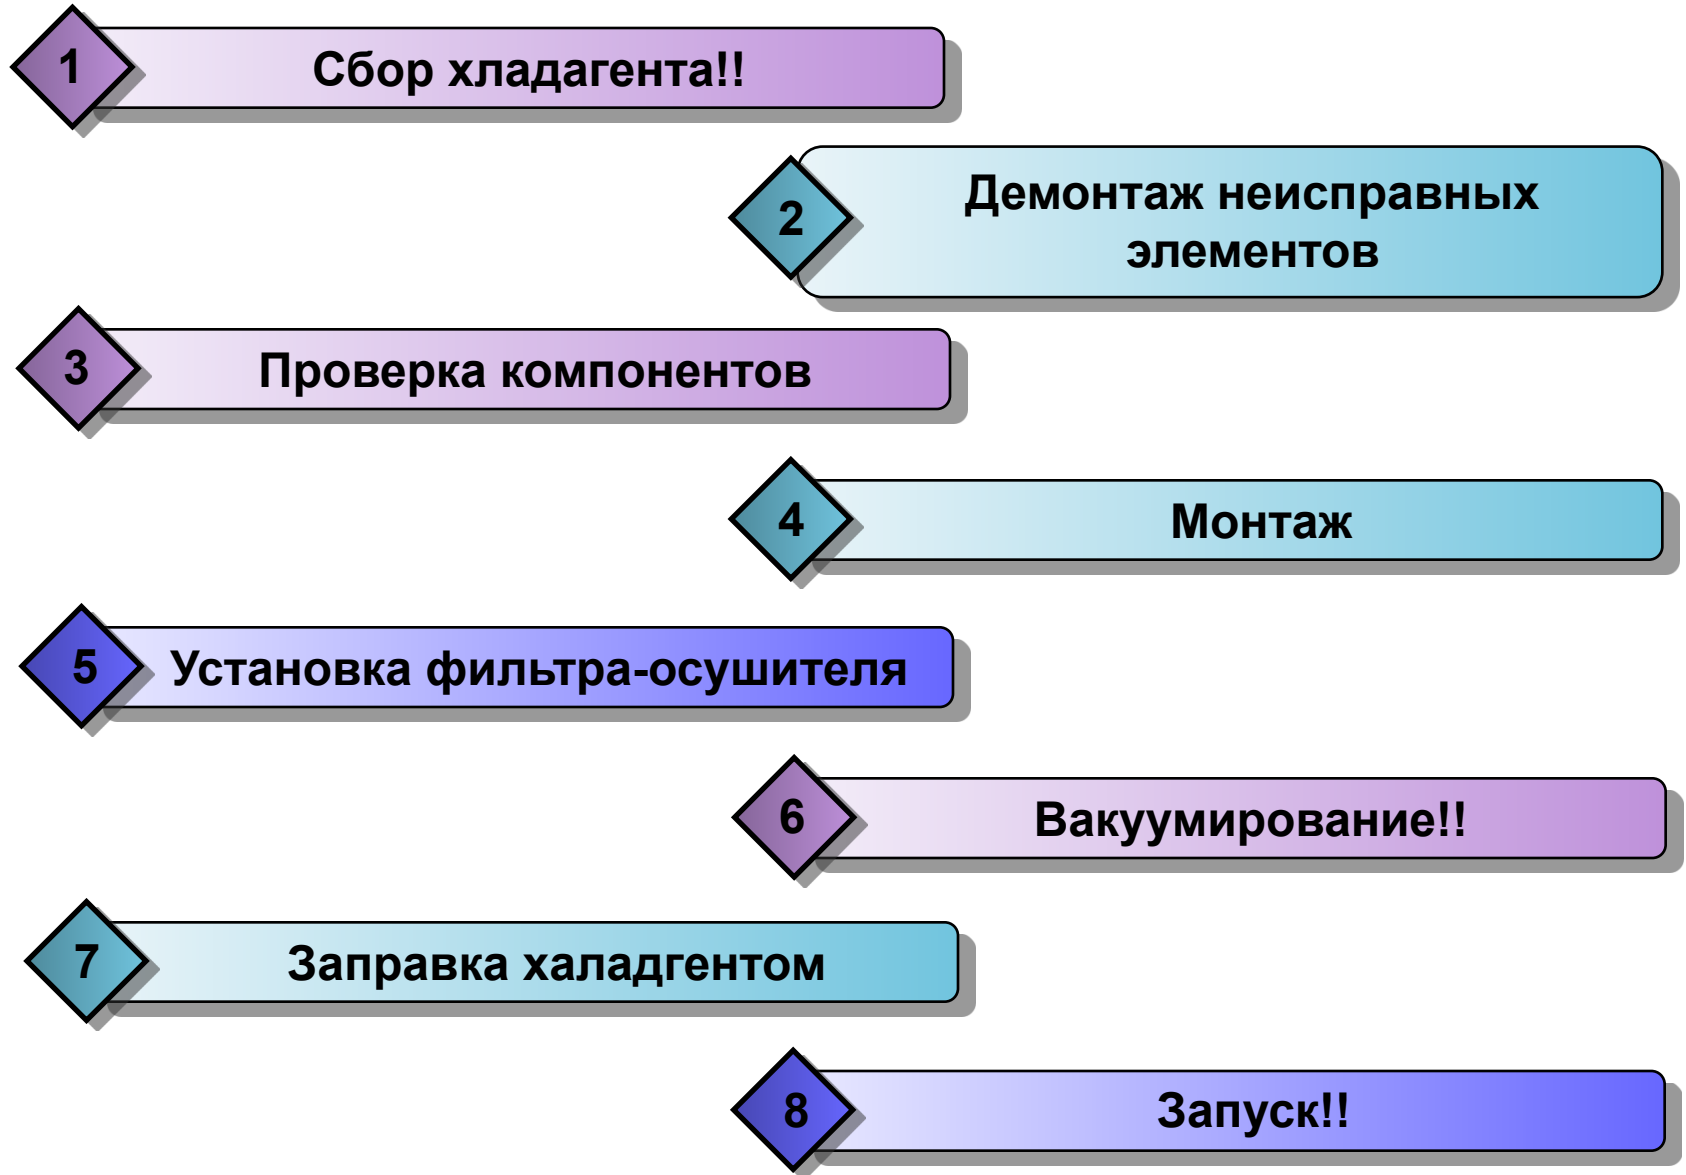 1
Сбор хладагента!!
2
Демонтаж неисправных
элементов
3
Проверка компонентов
4
Монтаж
5
Установка фильтра-осушителя
6
Вакуумирование!!
7
Заправка халадгентом
8
Запуск!!